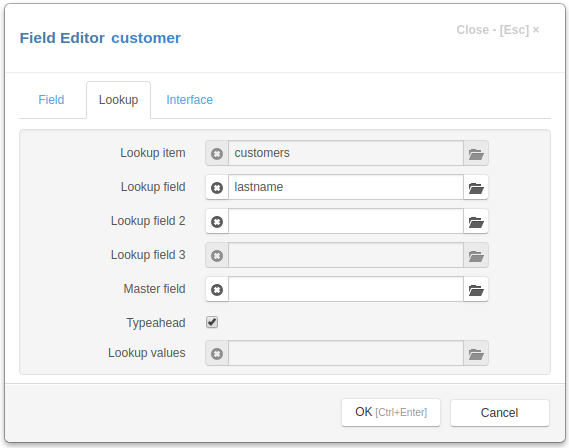 Field Editor customer
Close - [Esc] ×
Field Lookup Interface
Lookup item customers
Lookup field lastname
Lookup field 2
Lookup field 3
Master field
Typeahead
Lookup values
OK [Ctrl+Enter] Cancel